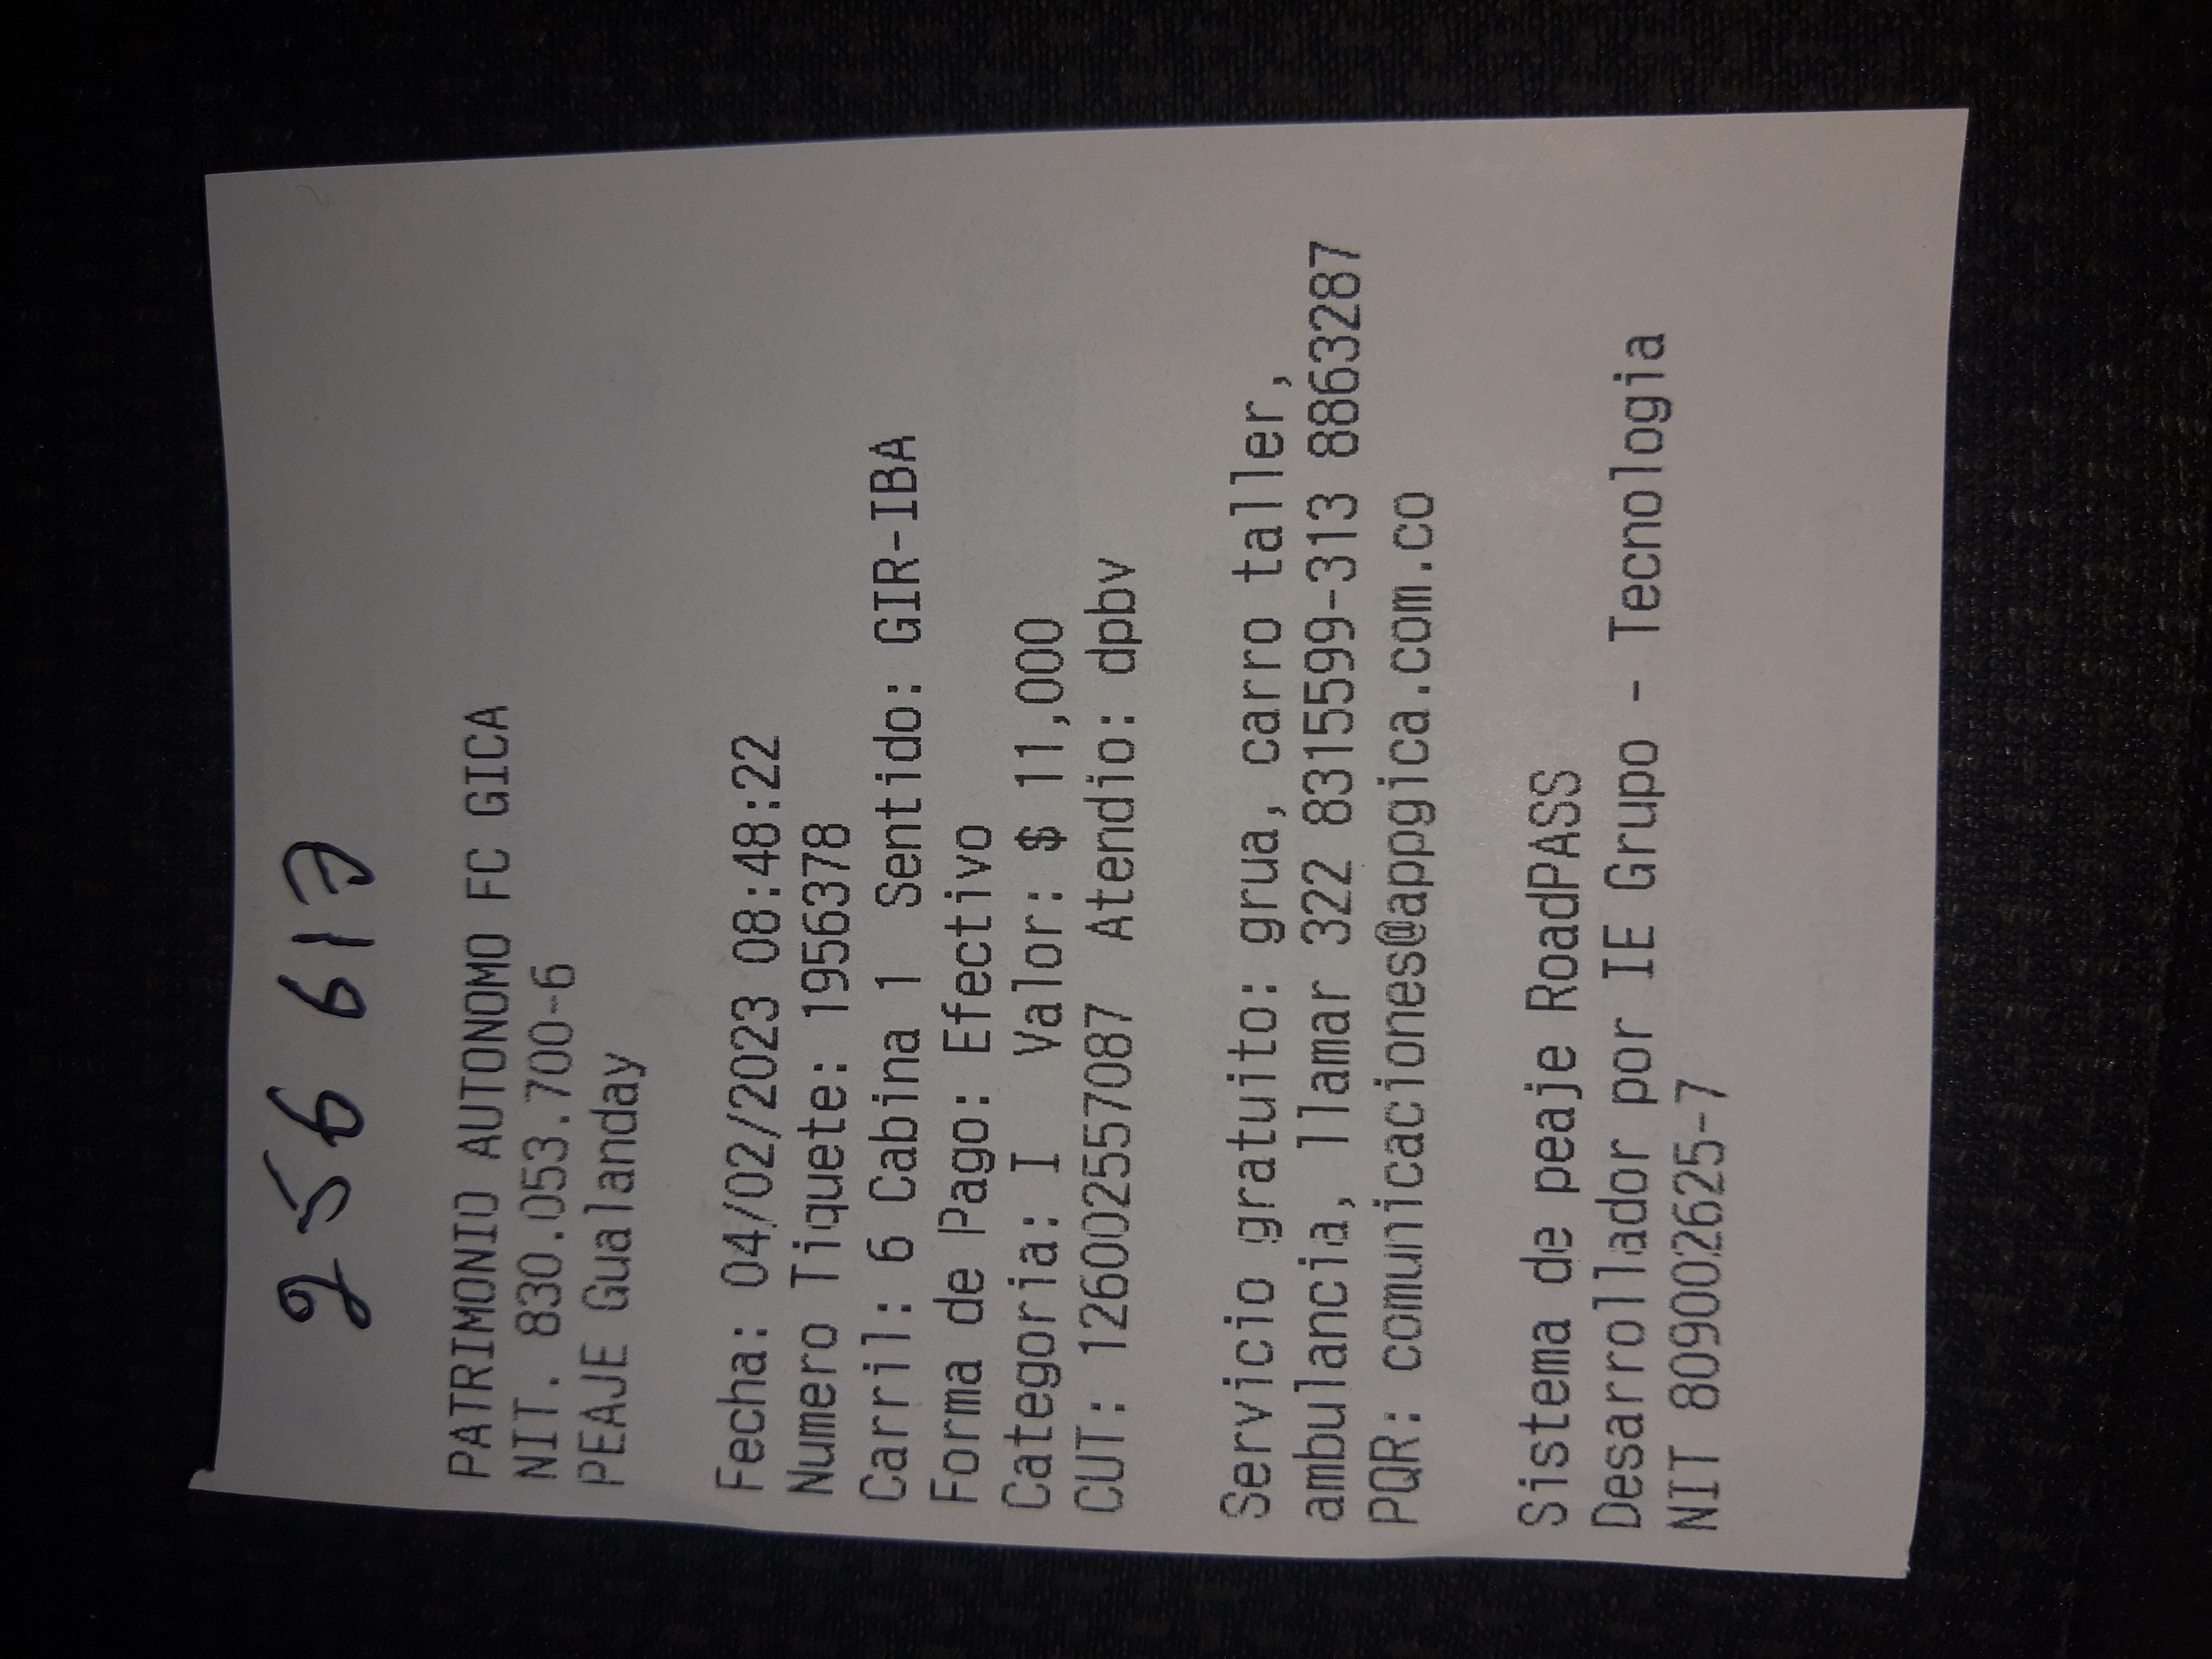 256 617
PATRIMONIO AUTONOMO FC GICA
NIT. 830.053.700-6
PEAJE Gualanday
Fecha: 04/02/2023 08:48:22
Numero Tiquete: 1956378
Carril: 6 Cabina 1 Sentido: GIR-IBA
Forma de Pago: Efectivo
Categoria: I Valor: $ 11,000
CUT: 1260025557087 Atendio: dpbv
Servicio gratuito: grua, carro taller,
ambulancia, llamar 322 8315599-313 8863287
PQR: comunicaciones@appgica.com.co
Sistema de peaje RoadPASS
Desarrollador por IE Grupo - Tecnologia
NIT 809002625-7